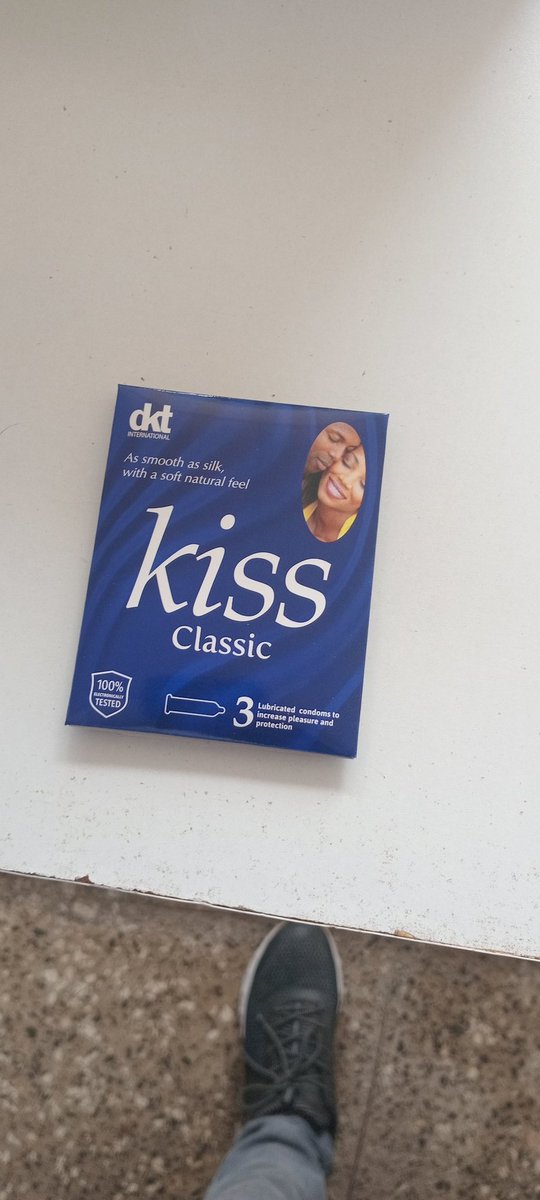 dkt
INTERNATIONAL
As smooth as silk,
with a soft natural feel
kiss
Classic
100%
ELECTRONICALLY
TESTED
3
Lubricated condoms to
increase pleasure and
protection